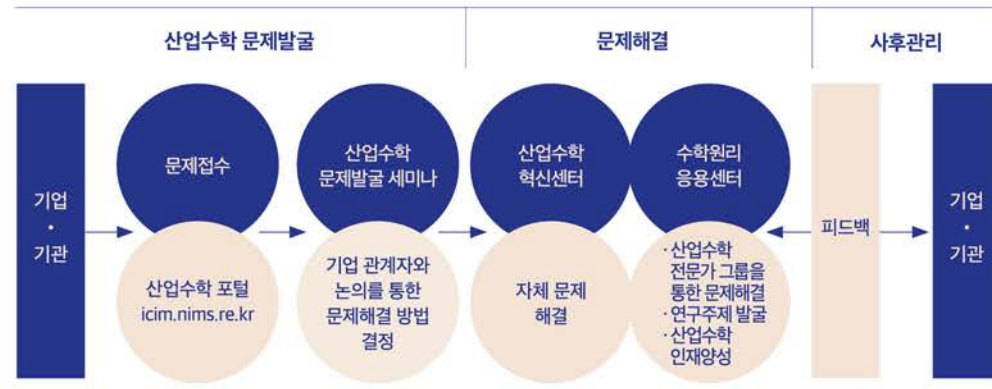 산업수학 문제발굴
문제해결
사후관리
기업
·
기관
문제접수
산업수학 포털
icim.nims.re.kr
산업수학
문제발굴 세미나
기업 관계자와
논의를 통한
문제해결 방법
결정
산업수학
혁신센터
자체 문제
해결
수학원리
응용센터
· 산업수학
전문가 그룹을
통한 문제해결
· 연구주제 발굴
· 산업수학
인재양성
피드백
기업
·
기관